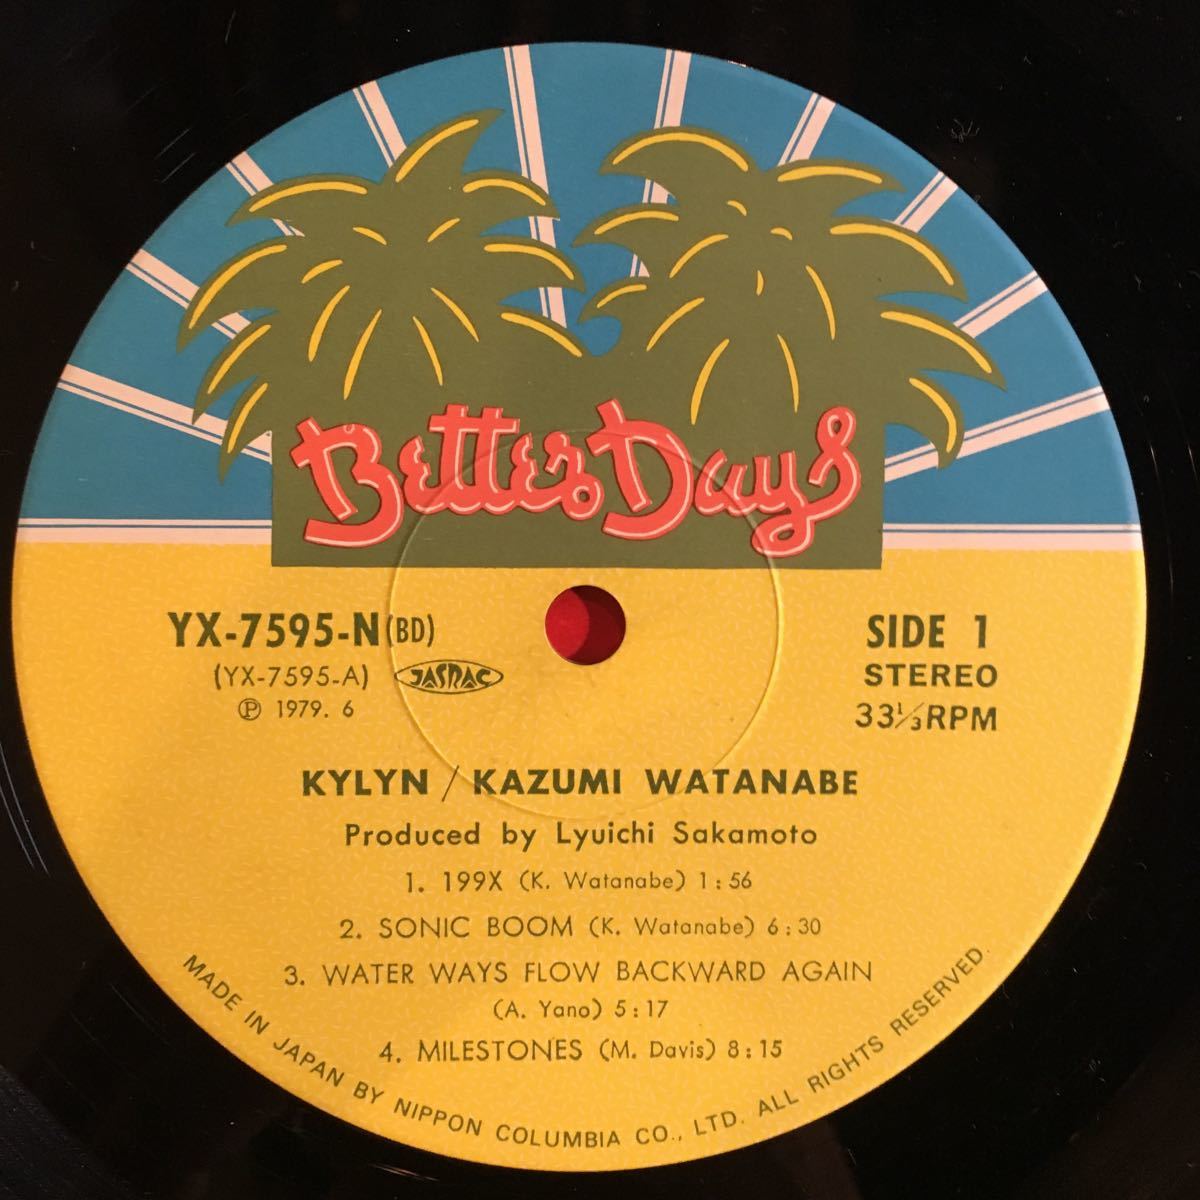 Better Days
YX-7595-N(BD)
(YX-7595-A)
JASRAC
Ⓟ 1979. 6
SIDE 1
STEREO
33⅓RPM
KYLYN / KAZUMI WATANABE
Produced by Lyuichi Sakamoto
1. 199X (K. Watanabe) 1:56
2. SONIC BOOM (K. Watanabe) 6:30
3. WATER WAYS FLOW BACKWARD AGAIN
(A. Yano) 5:17
4. MILESTONES (M. Davis) 8:15
MADE IN JAPAN BY NIPPON COLUMBIA CO., LTD. ALL RIGHTS RESERVED.